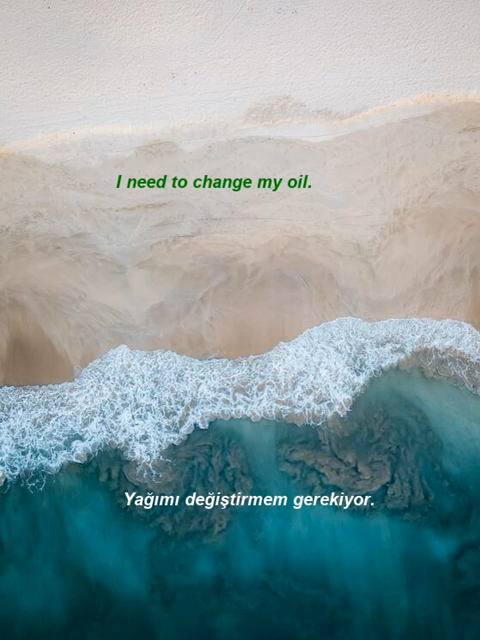 I need to change my oil.
Yağımı değiştirmem gerekiyor.